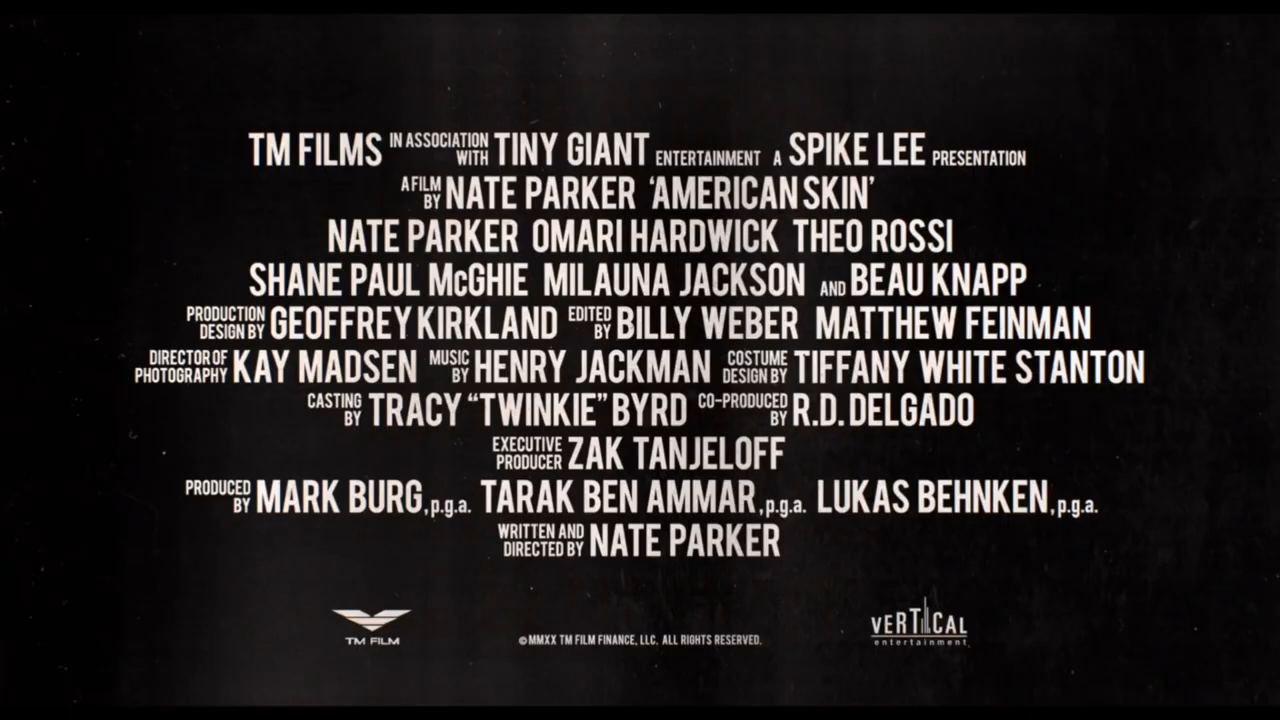 TM FILMS IN ASSOCIATION WITH TINY GIANT ENTERTAINMENT A SPIKE LEE PRESENTATION
A FILM BY NATE PARKER ‘AMERICAN SKIN’
NATE PARKER OMARI HARDWICK THEO ROSSI
SHANE PAUL McGHIE MILAUNA JACKSON AND BEAU KNAPP
PRODUCTION DESIGN BY GEOFFREY KIRKLAND EDITED BY BILLY WEBER MATTHEW FEINMAN
DIRECTOR OF PHOTOGRAPHY KAY MADSEN MUSIC BY HENRY JACKMAN COSTUME DESIGN BY TIFFANY WHITE STANTON
CASTING BY TRACY “TWINKIE” BYRD CO-PRODUCED BY R.D. DELGADO
EXECUTIVE PRODUCER ZAK TANJELOFF
PRODUCED BY MARK BURG, p.g.a. TARAK BEN AMMAR, p.g.a. LUKAS BEHNKEN, p.g.a.
WRITTEN AND DIRECTED BY NATE PARKER
TM FILM
© MMXX TM FILM FINANCE, LLC. ALL RIGHTS RESERVED.
VERTICAL
entertainment